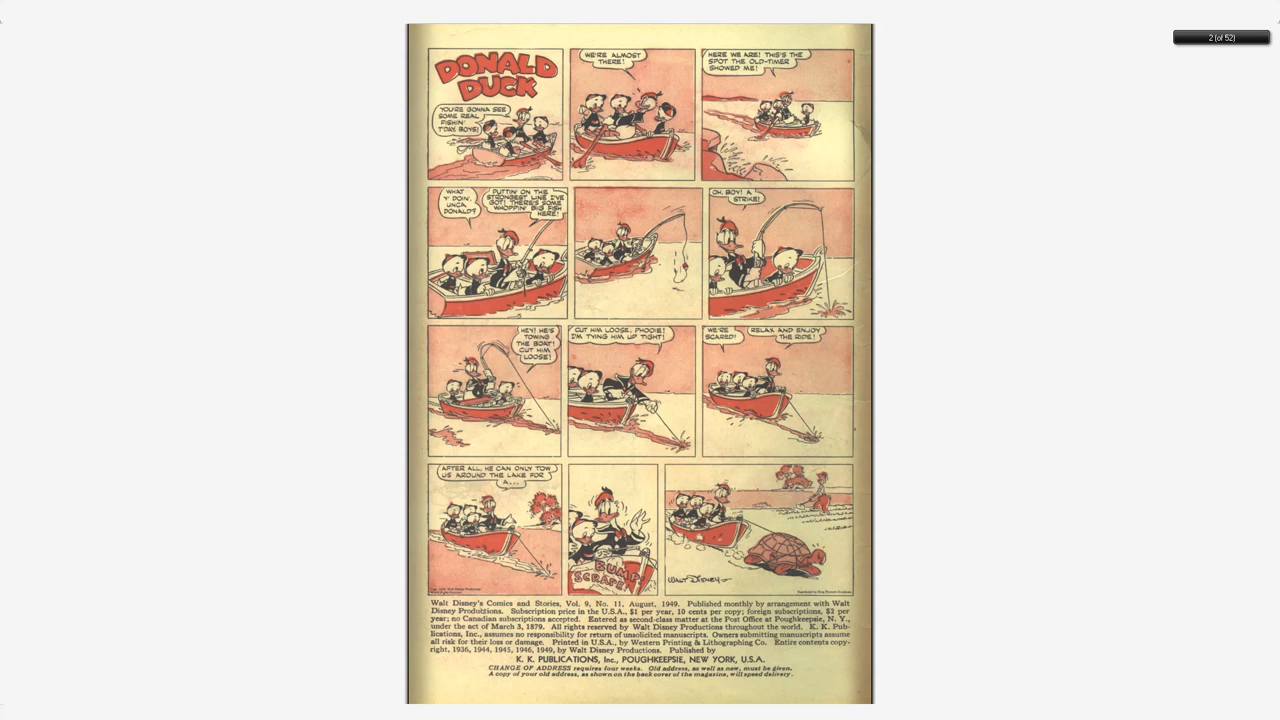 2 (of 52)
DONALD
DUCK
YOU'RE GONNA SEE
SOME REAL
FISHIN'
T'DAY, BOYS!
WE'RE ALMOST
THERE!
HERE WE ARE! THIS'S THE
SPOT THE OLD-TIMER
SHOWED ME!
WHAT
Y' DOIN',
UNCA
DONALD?
PUTTIN' ON THE
STRONGEST LINE I'VE
GOT! THERE'S SOME
WHOPPIN' BIG FISH
HERE!
OH, BOY! A
STRIKE!
HEY! HE'S
TOWING
THE BOAT!
CUT HIM
LOOSE!
CUT HIM LOOSE, PHOOIE!
I'M TYING HIM UP TIGHT!
WE'RE
SCARED!
RELAX AND ENJOY
THE RIDE!
AFTER ALL, HE CAN ONLY TOW
US AROUND THE LAKE FOR
A...
BUMP
SCRAPE!
WALT DISNEY
Walt Disney's Comics and Stories, Vol. 9, No. 11, August, 1949. Published monthly by arrangement with Walt
Disney Productions. Subscription price in the U.S.A., $1 per year, 10 cents per copy; foreign subscriptions, $2 per
year; no Canadian subscriptions accepted. Entered as second-class matter at the Post Office at Poughkeepsie, N. Y.,
under the act of March 3, 1879. All rights reserved by Walt Disney Productions throughout the world. K. K. Pub-
lications, Inc., assumes no responsibility for return of unsolicited manuscripts. Owners submitting manuscripts assume
all risk for their loss or damage. Printed in U.S.A., by Western Printing & Lithographing Co. Entire contents copy-
right, 1936, 1944, 1945, 1946, 1949, by Walt Disney Productions. Published by
K. K. PUBLICATIONS, Inc., POUGHKEEPSIE, NEW YORK, U.S.A.
CHANGE OF ADDRESS requires four weeks. Old address, as well as new, must be given.
A copy of your old address, as shown on the back cover of the magazine, will speed delivery.